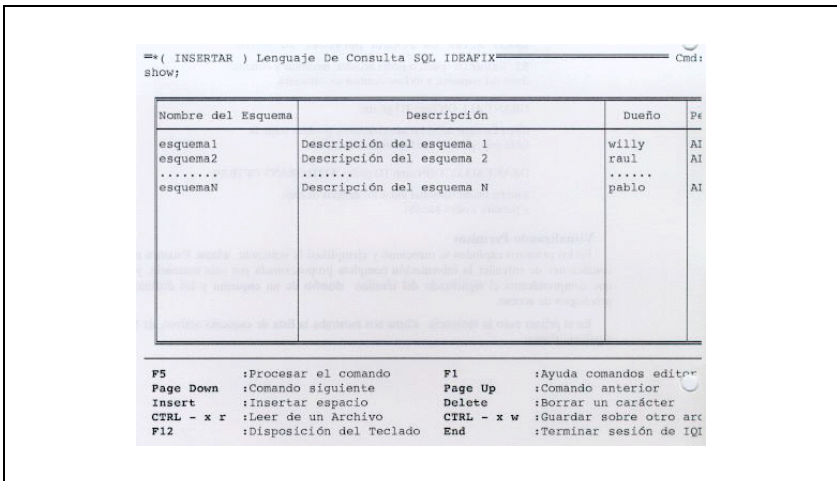 =*( INSERTAR ) Lenguaje De Consulta SQL IDEAFIX= Cmd:
show;
Nombre del Esquema Descripción Dueño
esquema1 Descripción del esquema 1 willy
esquema2 Descripción del esquema 2 raul
........ ....... ......
esquemaN Descripción del esquema N pablo
F5 :Procesar el comando F1 :Ayuda comandos editor
Page Down :Comando siguiente Page Up :Comando anterior
Insert :Insertar espacio Delete :Borrar un carácter
CTRL - x r :Leer de un Archivo CTRL - x w :Guardar sobre otro
F12 :Disposición del Teclado End :Terminar sesión de